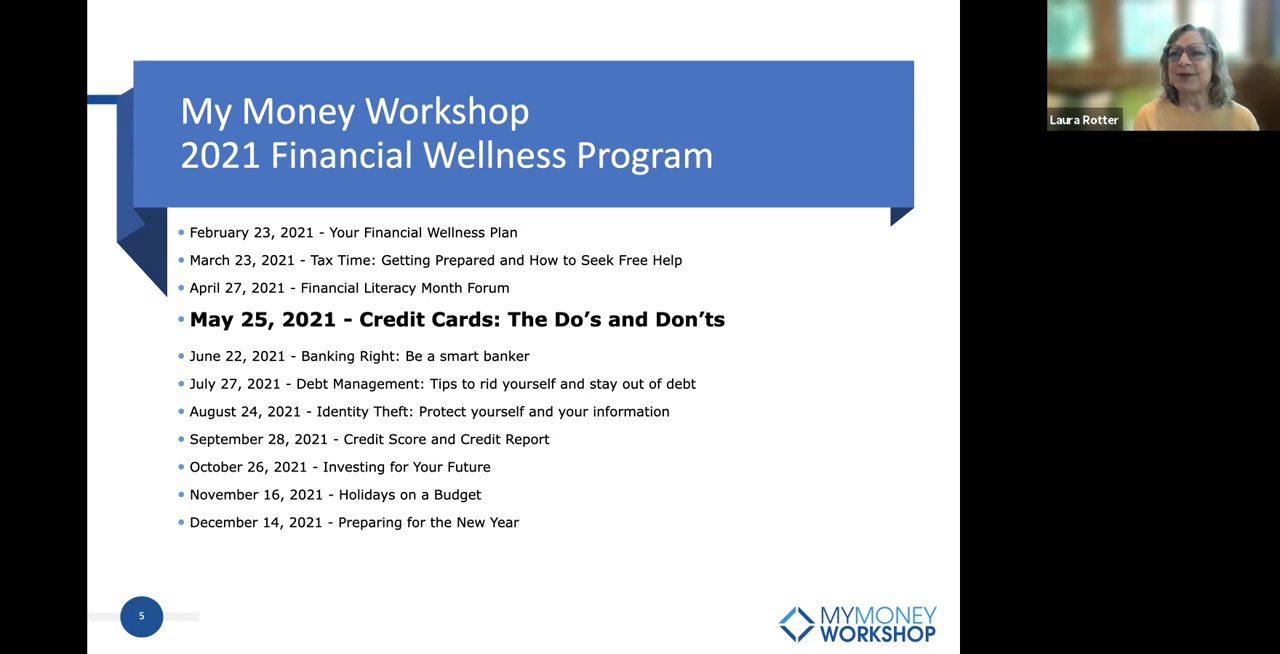 My Money Workshop
2021 Financial Wellness Program
• February 23, 2021 - Your Financial Wellness Plan
• March 23, 2021 - Tax Time: Getting Prepared and How to Seek Free Help
• April 27, 2021 - Financial Literacy Month Forum
• May 25, 2021 - Credit Cards: The Do’s and Don’ts
• June 22, 2021 - Banking Right: Be a smart banker
• July 27, 2021 - Debt Management: Tips to rid yourself and stay out of debt
• August 24, 2021 - Identity Theft: Protect yourself and your information
• September 28, 2021 - Credit Score and Credit Report
• October 26, 2021 - Investing for Your Future
• November 16, 2021 - Holidays on a Budget
• December 14, 2021 - Preparing for the New Year
5
MYMONEY
WORKSHOP
Laura Rotter